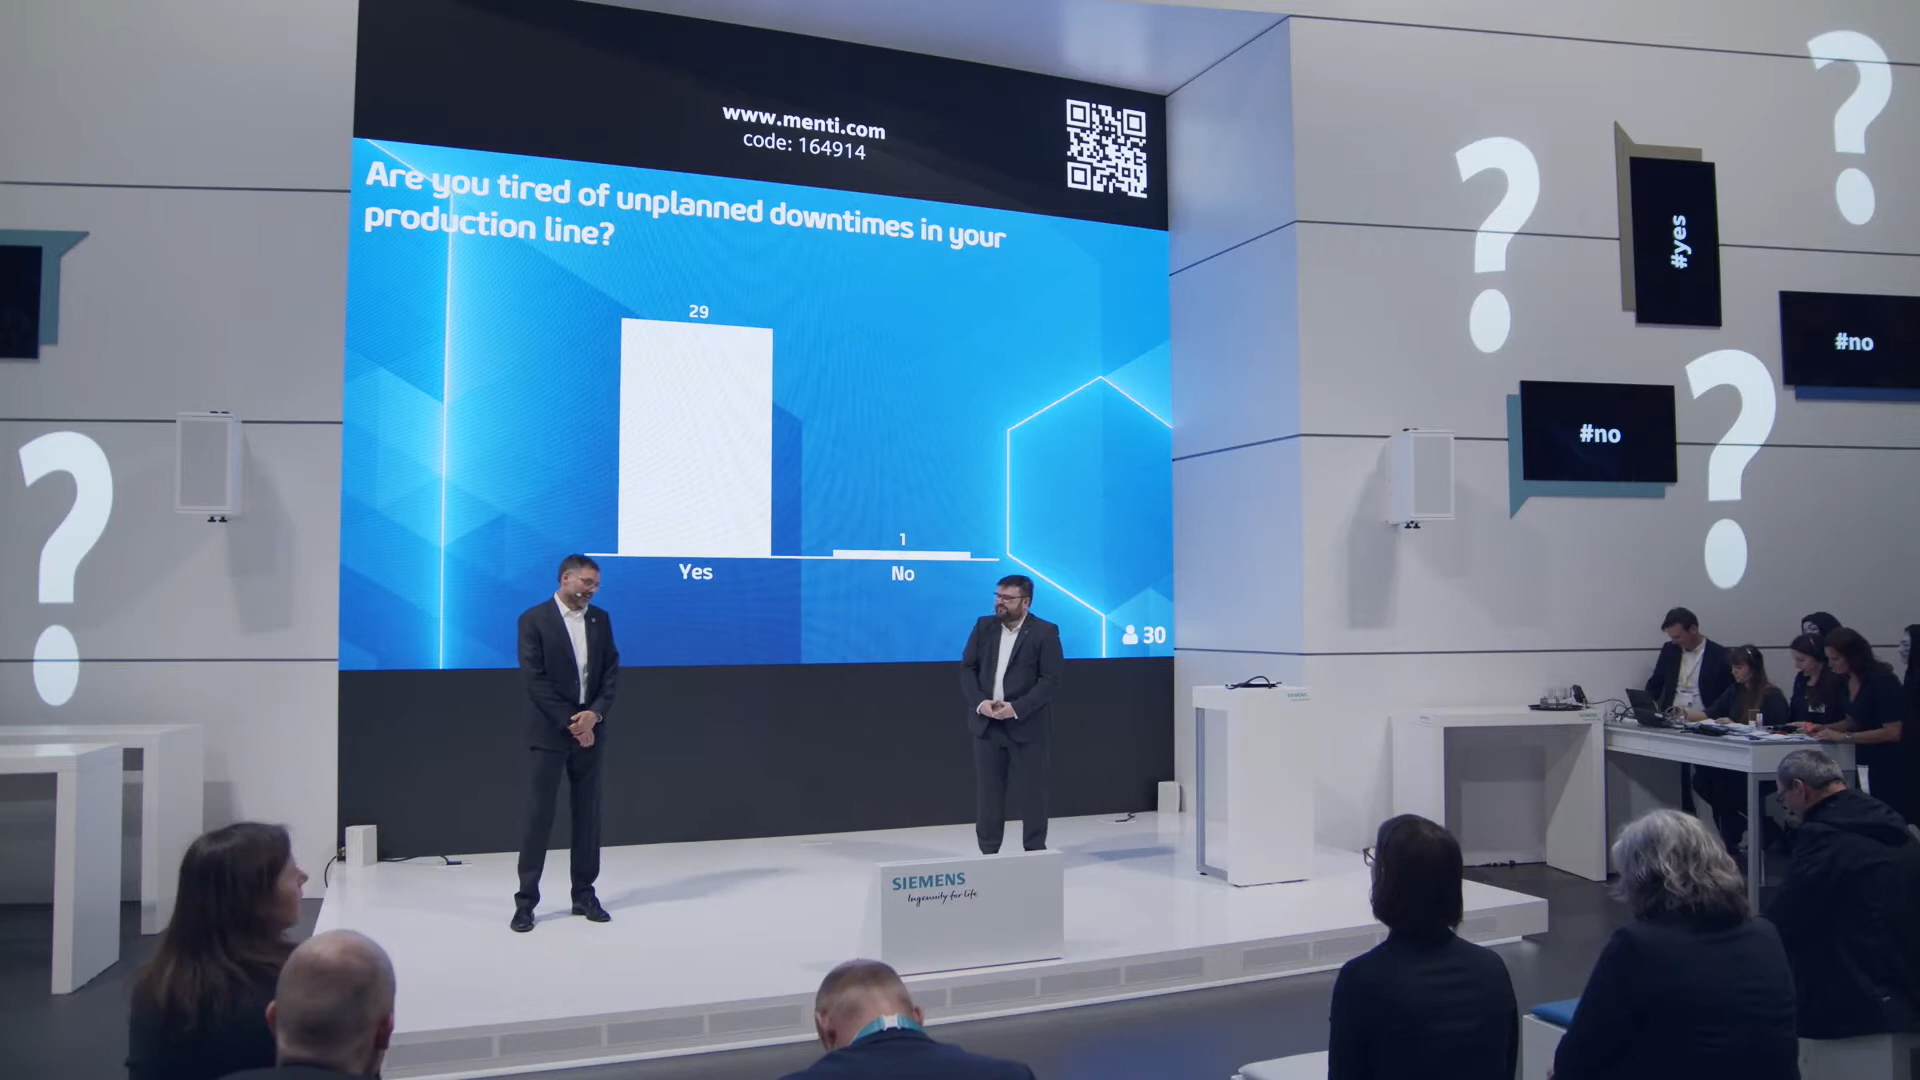 www.menti.com
code: 164914
Are you tired of unplanned downtimes in your
production line?
29
1
Yes
No
30
?
?
?
?
#yes
#no
#no
SIEMENS
SIEMENS
Ingenuity for life